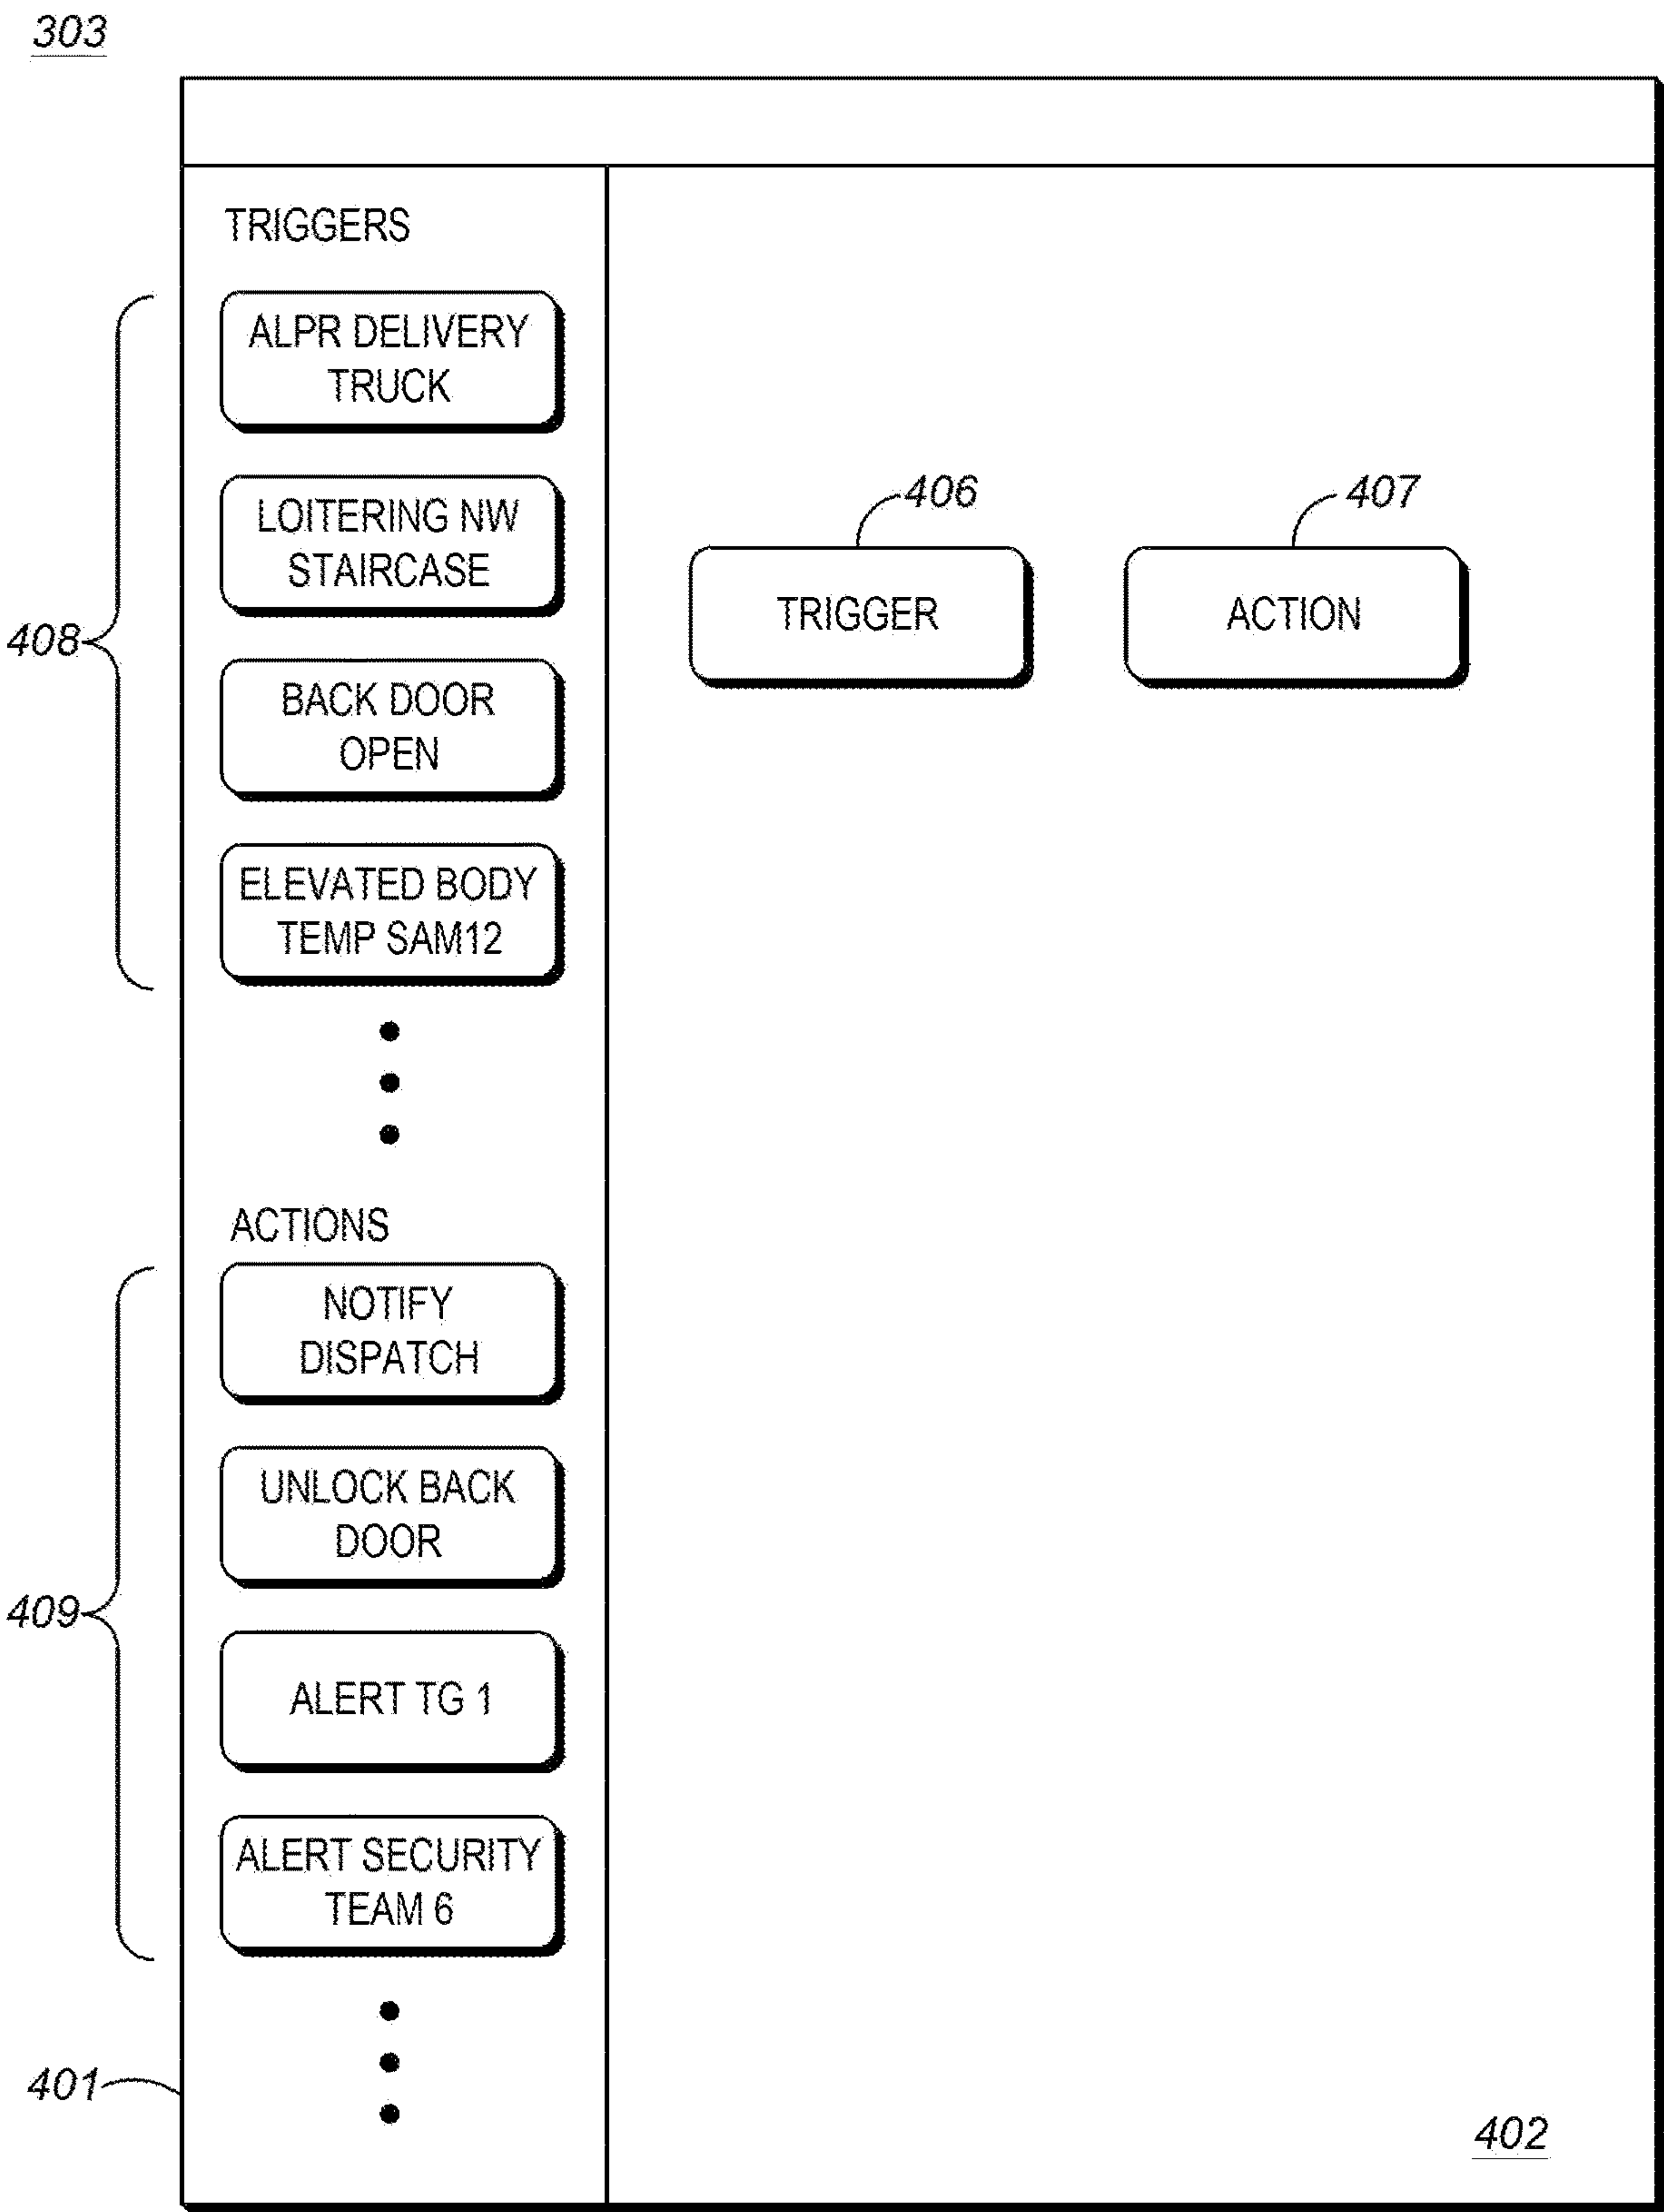 303
TRIGGERS
ALPR DELIVERY
TRUCK
LOITERING NW
STAIRCASE
BACK DOOR
OPEN
ELEVATED BODY
TEMP SAM12
408
406
407
TRIGGER
ACTION
ACTIONS
NOTIFY
DISPATCH
UNLOCK BACK
DOOR
ALERT TG 1
ALERT SECURITY
TEAM 6
409
401
402